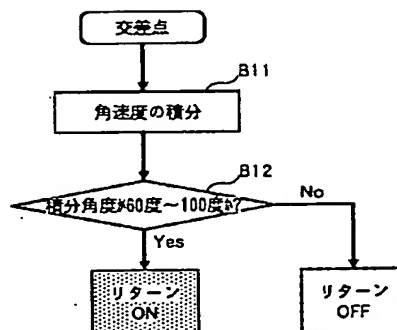 交差点
B11
角速度の積分
B12
積分角度が60度～100度か?
No
Yes
リターン
ON
リターン
OFF